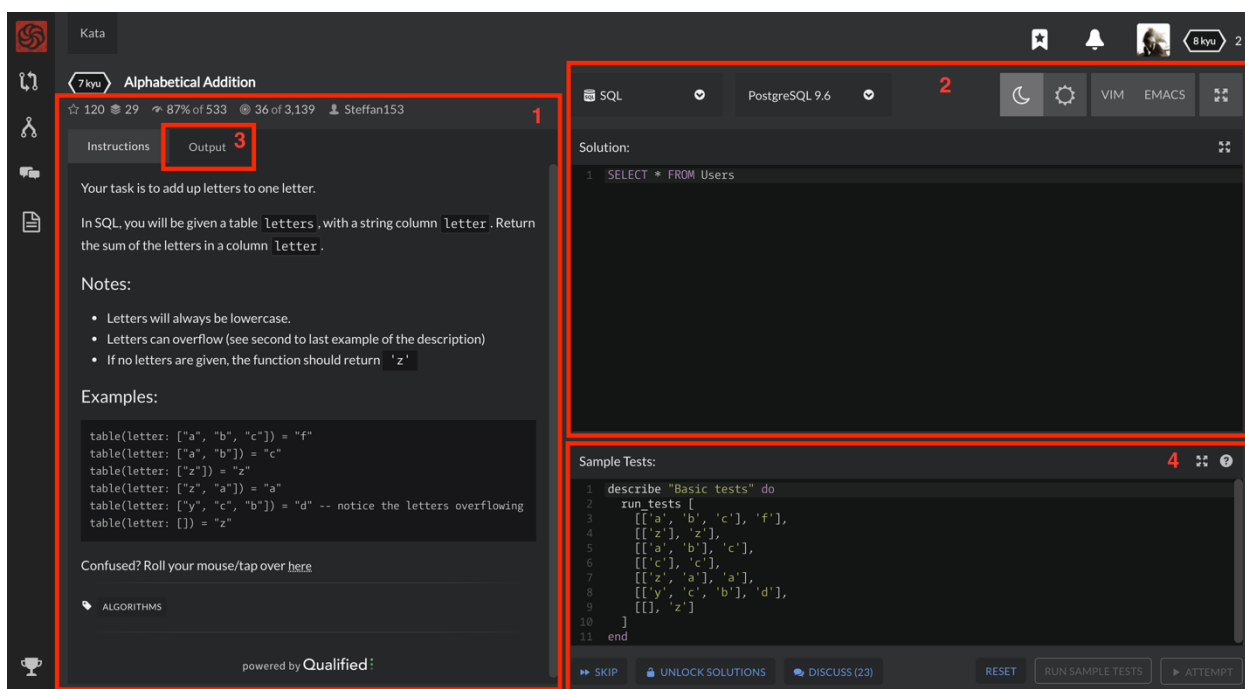 Kata
8 kyu 2
7 kyu Alphabetical Addition
120 29 87% of 533 36 of 3,139 Steffan153 1
Instructions Output 3
Your task is to add up letters to one letter.
In SQL, you will be given a table letters, with a string column letter. Return
the sum of the letters in a column letter.
Notes:
• Letters will always be lowercase.
• Letters can overflow (see second to last example of the description)
• If no letters are given, the function should return 'z'
Examples:
table(letter: ["a", "b", "c"]) = "f"
table(letter: ["a", "b"]) = "c"
table(letter: ["z"]) = "z"
table(letter: ["z", "a"]) = "a"
table(letter: ["y", "c", "b"]) = "d" -- notice the letters overflowing
table(letter: []) = "z"
Confused? Roll your mouse/tap over here
ALGORITHMS
powered by Qualified
SQL PostgreSQL 9.6 2 VIM EMACS
Solution:
1 SELECT * FROM Users
Sample Tests: 4
1 describe "Basic tests" do
2 run_tests [
3 [['a', 'b', 'c'], 'f'],
4 [['z'], 'z'],
5 [['a', 'b'], 'c'],
6 [['c'], 'c'],
7 [['z', 'a'], 'a'],
8 [['y', 'c', 'b'], 'd'],
9 [[], 'z']
10 ]
11 end
SKIP UNLOCK SOLUTIONS DISCUSS (23) RESET RUN SAMPLE TESTS ATTEMPT